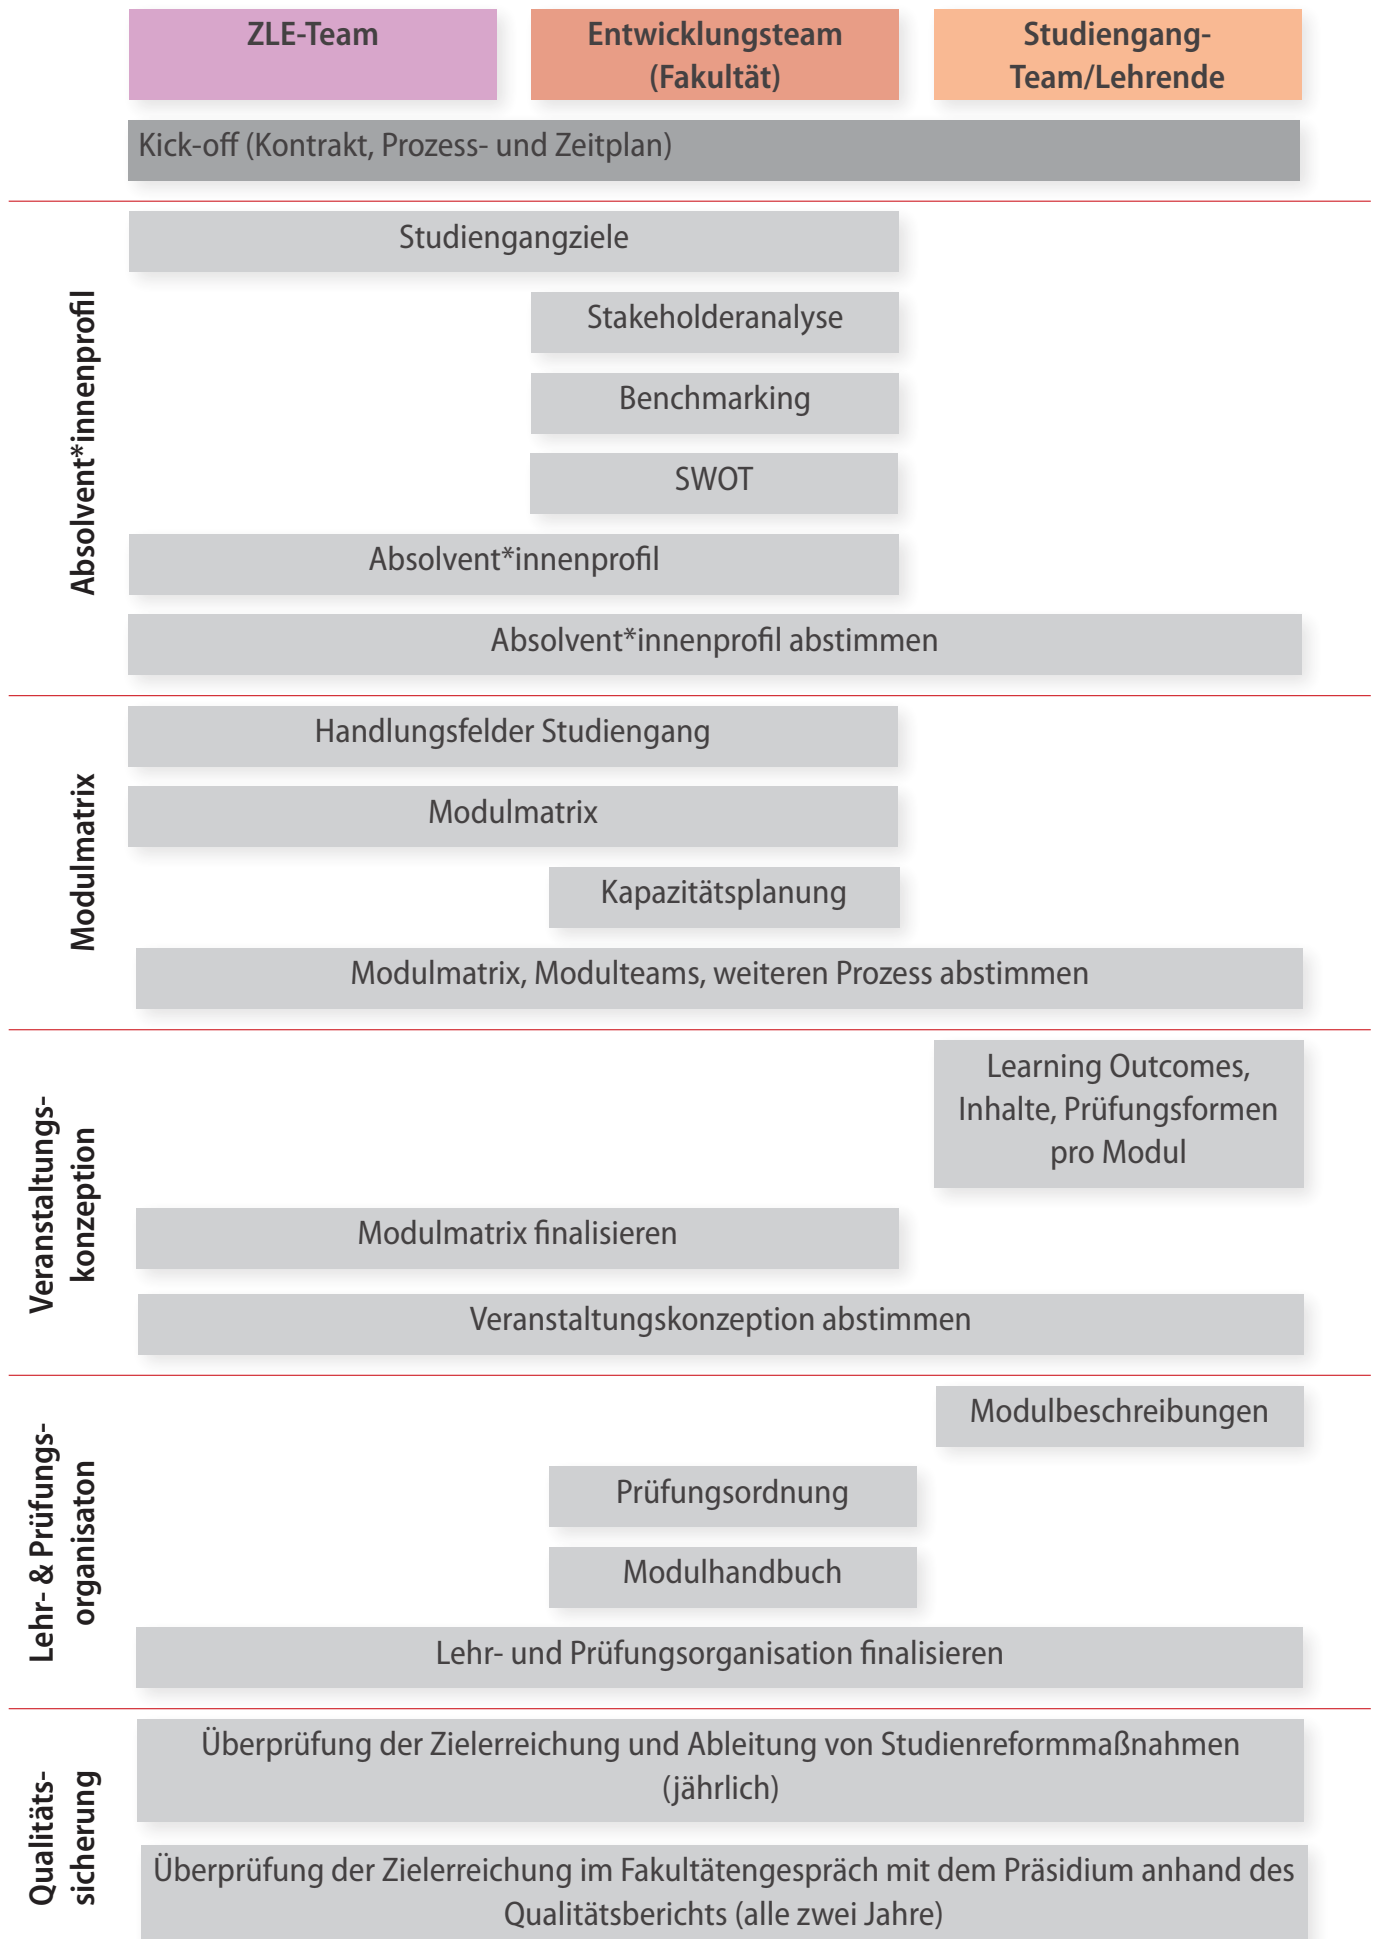 ZLE-Team
Entwicklungsteam
(Fakultät)
Studiengang-
Team/Lehrende
Kick-off (Kontrakt, Prozess- und Zeitplan)
Absolvent*innenprofil
Studiengangziele
Stakeholderanalyse
Benchmarking
SWOT
Absolvent*innenprofil
Absolvent*innenprofil abstimmen
Modulmatrix
Handlungsfelder Studiengang
Modulmatrix
Kapazitätsplanung
Modulmatrix, Modulteams, weiteren Prozess abstimmen
Veranstaltungs-
konzeption
Learning Outcomes,
Inhalte, Prüfungsformen
pro Modul
Modulmatrix finalisieren
Veranstaltungskonzeption abstimmen
Lehr- & Prüfungs-
organisaton
Modulbeschreibungen
Prüfungsordnung
Modulhandbuch
Lehr- und Prüfungsorganisation finalisieren
Qualitäts-
sicherung
Überprüfung der Zielerreichung und Ableitung von Studienreformmaßnahmen
(jährlich)
Überprüfung der Zielerreichung im Fakultätengespräch mit dem Präsidium anhand des
Qualitätsberichts (alle zwei Jahre)